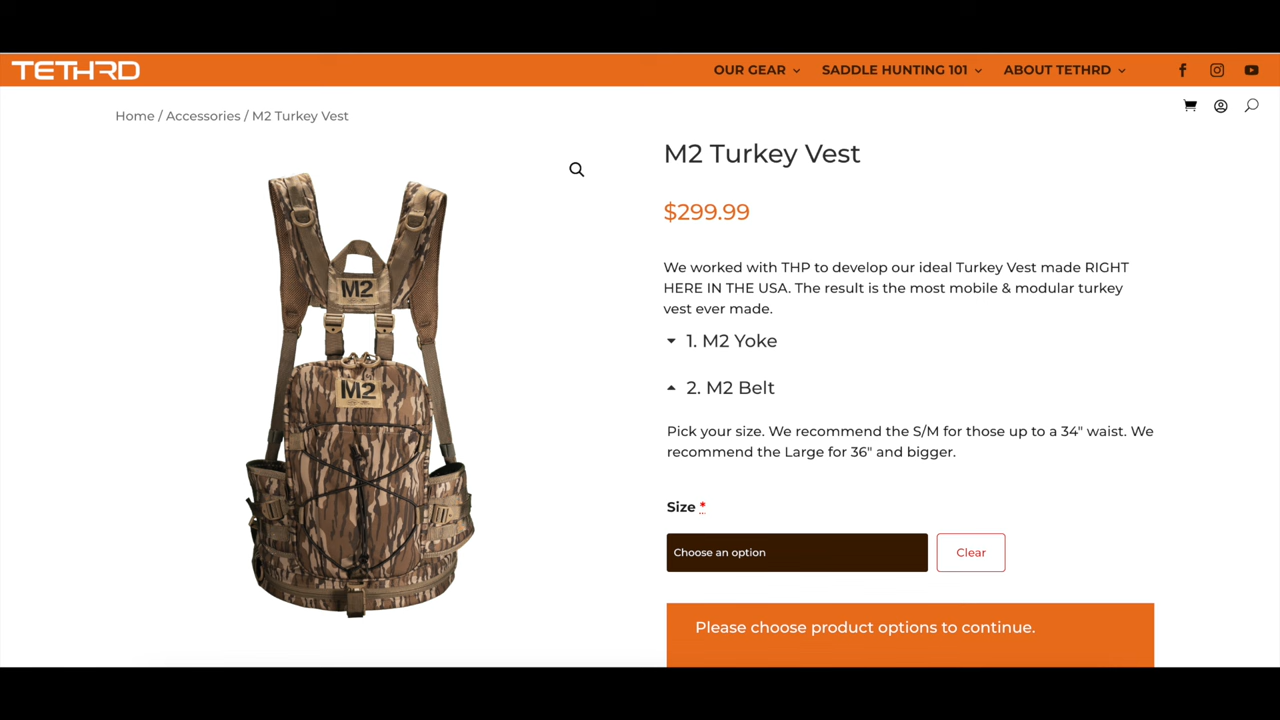 TETHRD
OUR GEAR
SADDLE HUNTING 101
ABOUT TETHRD
Home / Accessories / M2 Turkey Vest
M2 Turkey Vest
$299.99
We worked with THP to develop our ideal Turkey Vest made RIGHT
HERE IN THE USA. The result is the most mobile & modular turkey
vest ever made.
1. M2 Yoke
2. M2 Belt
Pick your size. We recommend the S/M for those up to a 34" waist. We
recommend the Large for 36" and bigger.
Size *
Choose an option
Clear
Please choose product options to continue.
M2
M2